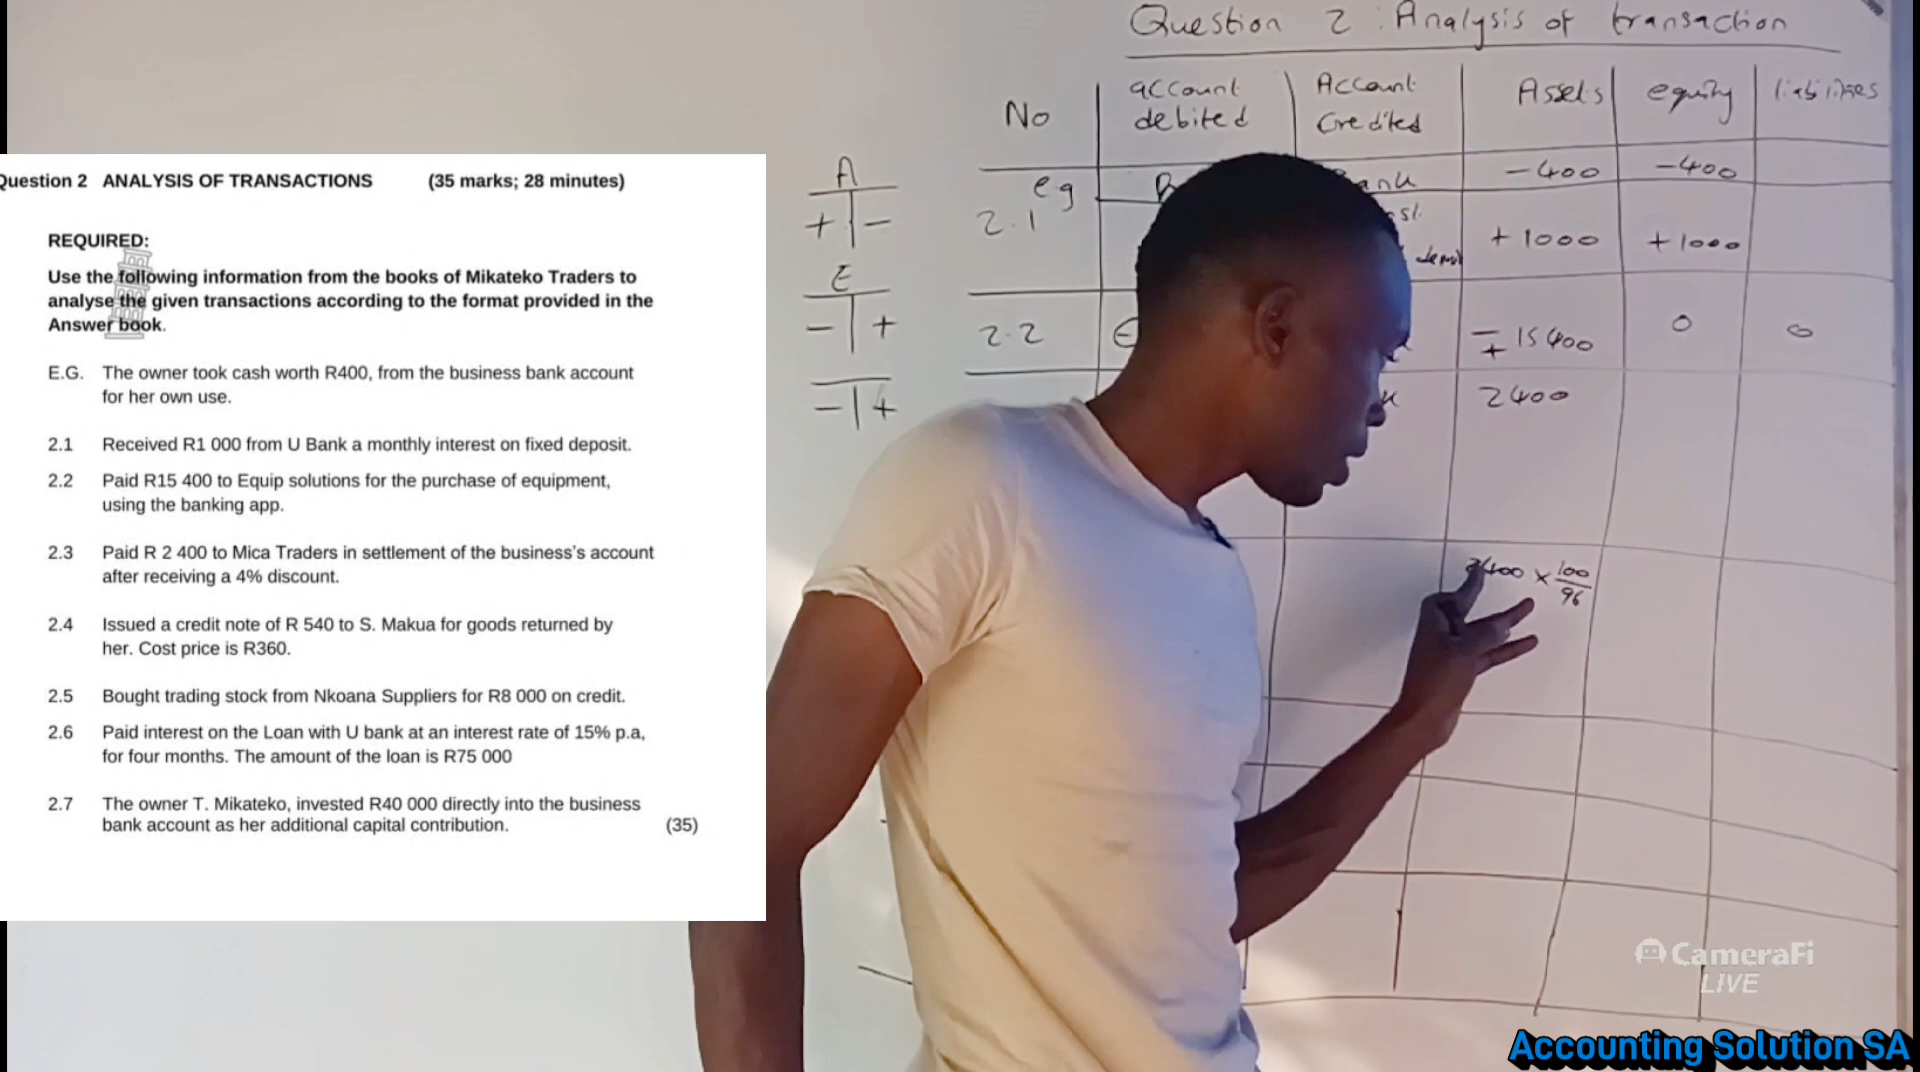 Question 2 ANALYSIS OF TRANSACTIONS (35 marks; 28 minutes)
REQUIRED:
Use the following information from the books of Mikateko Traders to
analyse the given transactions according to the format provided in the
Answer book.
E.G. The owner took cash worth R400, from the business bank account
for her own use.
2.1 Received R1 000 from U Bank a monthly interest on fixed deposit.
2.2 Paid R15 400 to Equip solutions for the purchase of equipment,
using the banking app.
2.3 Paid R 2 400 to Mica Traders in settlement of the business's account
after receiving a 4% discount.
2.4 Issued a credit note of R 540 to S. Makua for goods returned by
her. Cost price is R360.
2.5 Bought trading stock from Nkoana Suppliers for R8 000 on credit.
2.6 Paid interest on the Loan with U bank at an interest rate of 15% p.a,
for four months. The amount of the loan is R75 000
2.7 The owner T. Mikateko, invested R40 000 directly into the business
bank account as her additional capital contribution. (35)
Question 2 : Analysis of transaction
No account debited Account Credited Assets equity liabilities
A
+ -
E
- +
- +
eg -400 -400
2.1 +1000 +1000
2.2 -+ 15400 0 0
2400
2400 x 100/96
CameraFi
LIVE
Accounting Solution SA